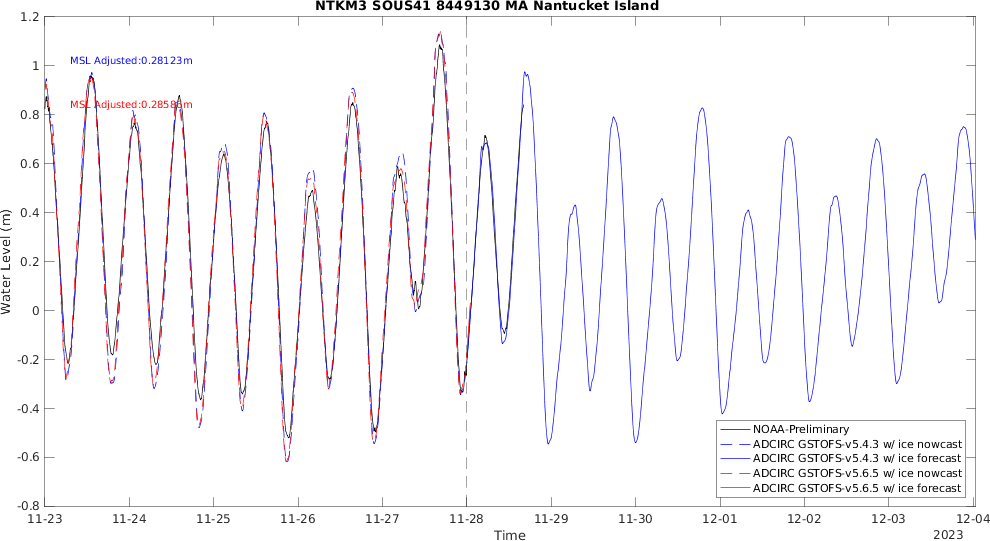 NTKM3 SOUS41 8449130 MA Nantucket Island
1.2
1
0.8
0.6
0.4
0.2
0
-0.2
-0.4
-0.6
-0.8
Water Level (m)
MSL Adjusted:0.28123m
MSL Adjusted:0.28588m
NOAA-Preliminary
ADCIRC GSTOFS-v5.4.3 w/ ice nowcast
ADCIRC GSTOFS-v5.4.3 w/ ice forecast
ADCIRC GSTOFS-v5.6.5 w/ ice nowcast
ADCIRC GSTOFS-v5.6.5 w/ ice forecast
11-23 11-24 11-25 11-26 11-27 11-28 11-29 11-30 12-01 12-02 12-03 12-04
Time
2023